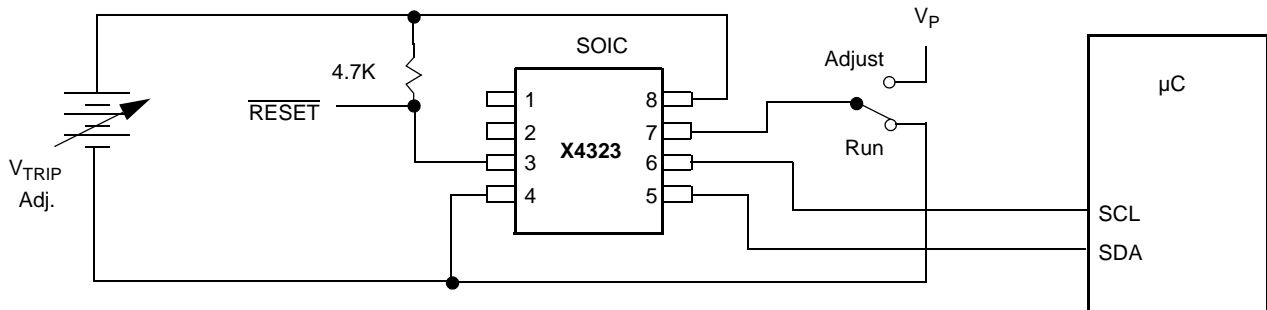 V_P
SOIC
Adjust
4.7K
µC
1 8
RESET
2 7
X4323
Run
3 6
V_TRIP
Adj.
4 5
SCL
SDA